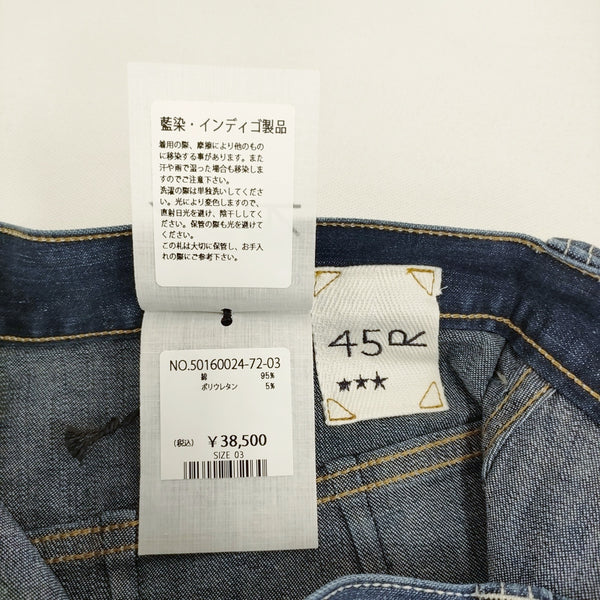 藍染・インディゴ製品
着用の際、摩擦により他のもの
に移染する事があります。また
汗や雨で湿った場合も移染しま
すのでご注意下さい。
洗濯の際は単独洗いしてくださ
い。光により変色しますので、
直射日光を避け、陰干ししてく
ださい。保管の際も光を避けて
ください。
この札は大切に保管し、お手入
れの際にご参考下さい。
NO.50160024-72-03
綿 95%
ポリウレタン 5%
(税込) ¥38,500
SIZE 03
45R
★★★